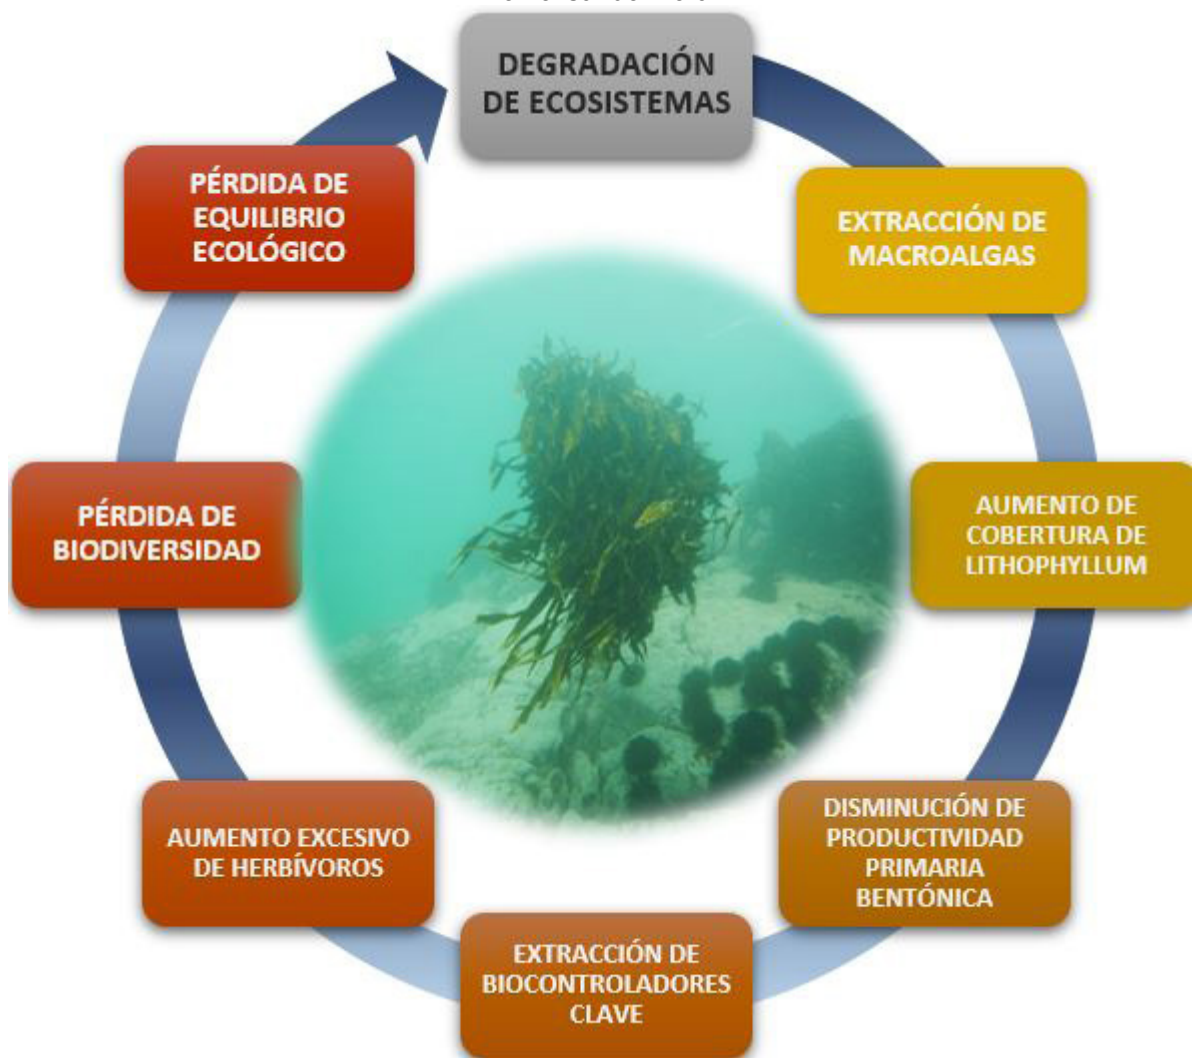 DEGRADACIÓN
DE ECOSISTEMAS
EXTRACCIÓN DE
MACROALGAS
AUMENTO DE
COBERTURA DE
LITHOPHYLLUM
DISMINUCIÓN DE
PRODUCTIVIDAD
PRIMARIA
BENTÓNICA
EXTRACCIÓN DE
BIOCONTROLADORES
CLAVE
AUMENTO EXCESIVO
DE HERBÍVOROS
PÉRDIDA DE
BIODIVERSIDAD
PÉRDIDA DE
EQUILIBRIO
ECOLÓGICO